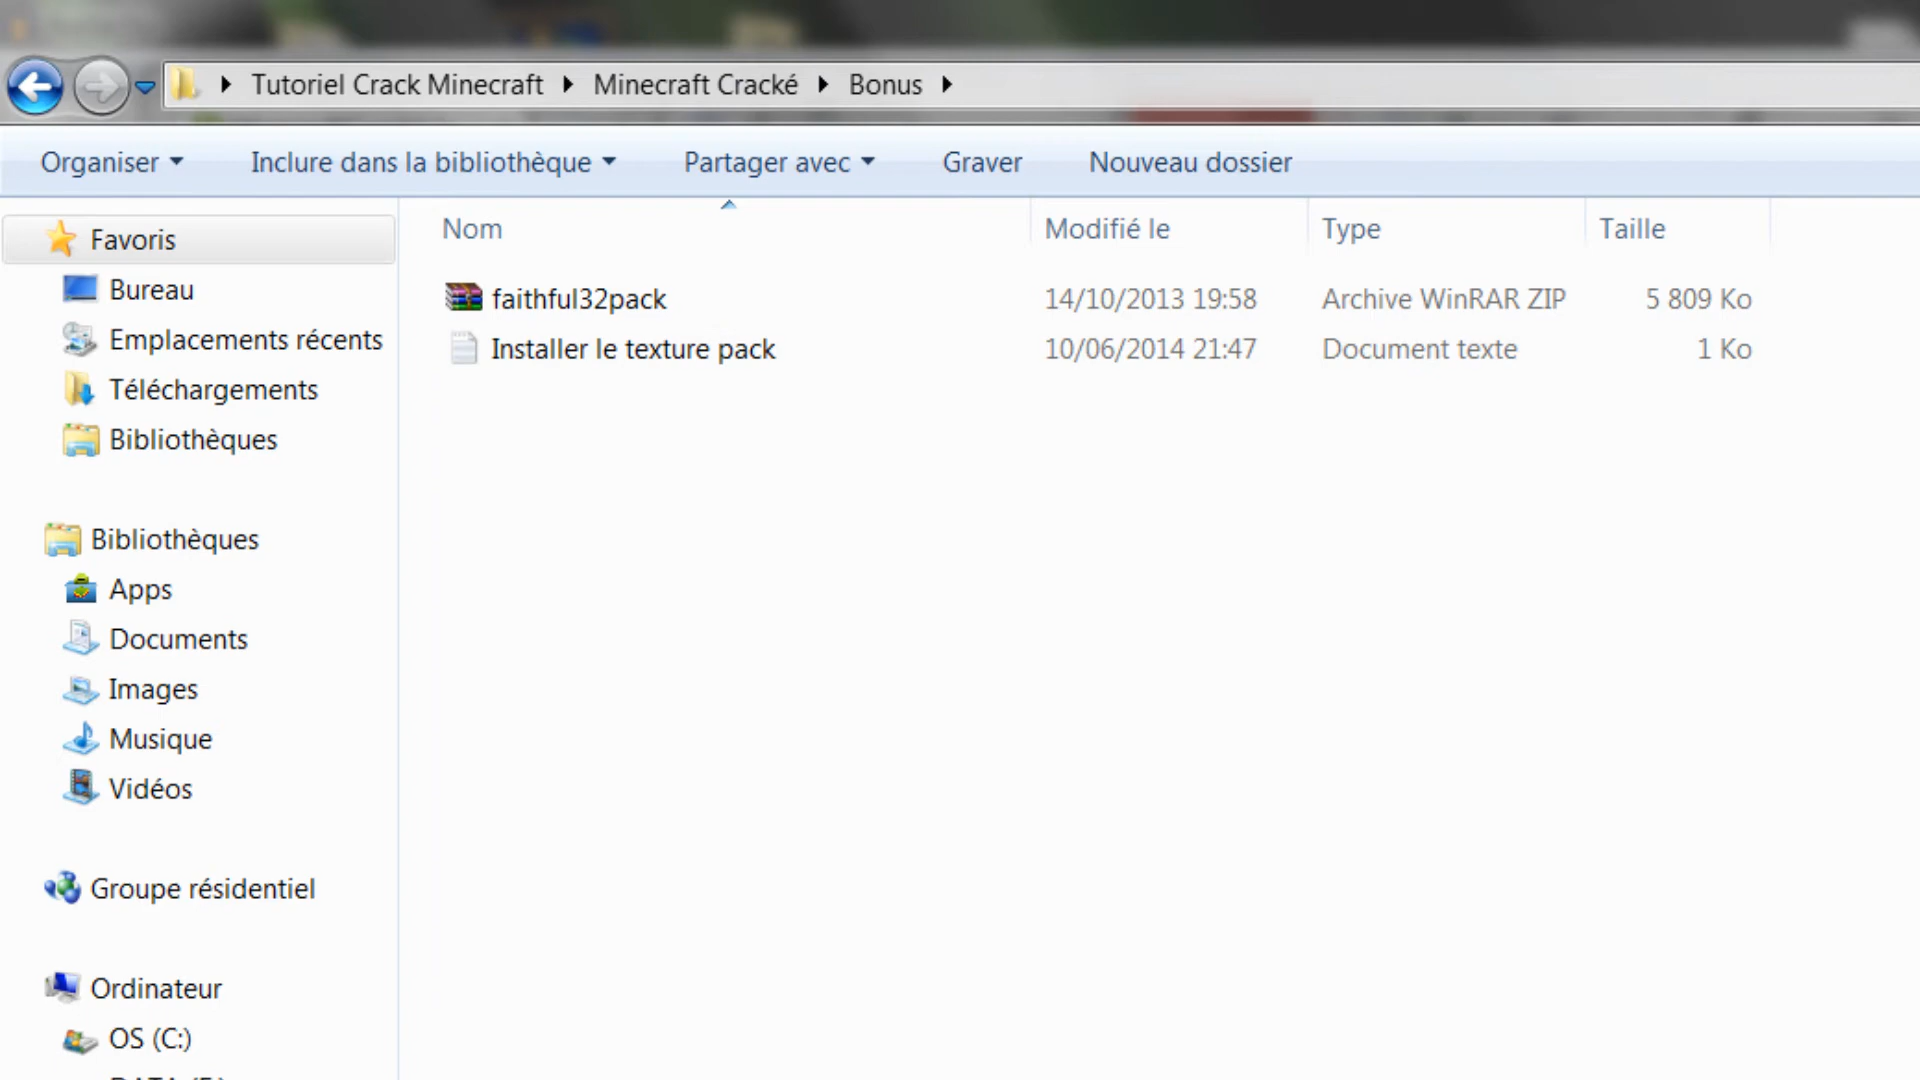 Tutoriel Crack Minecraft Minecraft Cracké Bonus
Organiser Inclure dans la bibliothèque Partager avec Graver Nouveau dossier
Nom Modifié le Type Taille
faithful32pack 14/10/2013 19:58 Archive WinRAR ZIP 5 809 Ko
Installer le texture pack 10/06/2014 21:47 Document texte 1 Ko
Favoris
Bureau
Emplacements récents
Téléchargements
Bibliothèques
Bibliothèques
Apps
Documents
Images
Musique
Vidéos
Groupe résidentiel
Ordinateur
OS (C:)